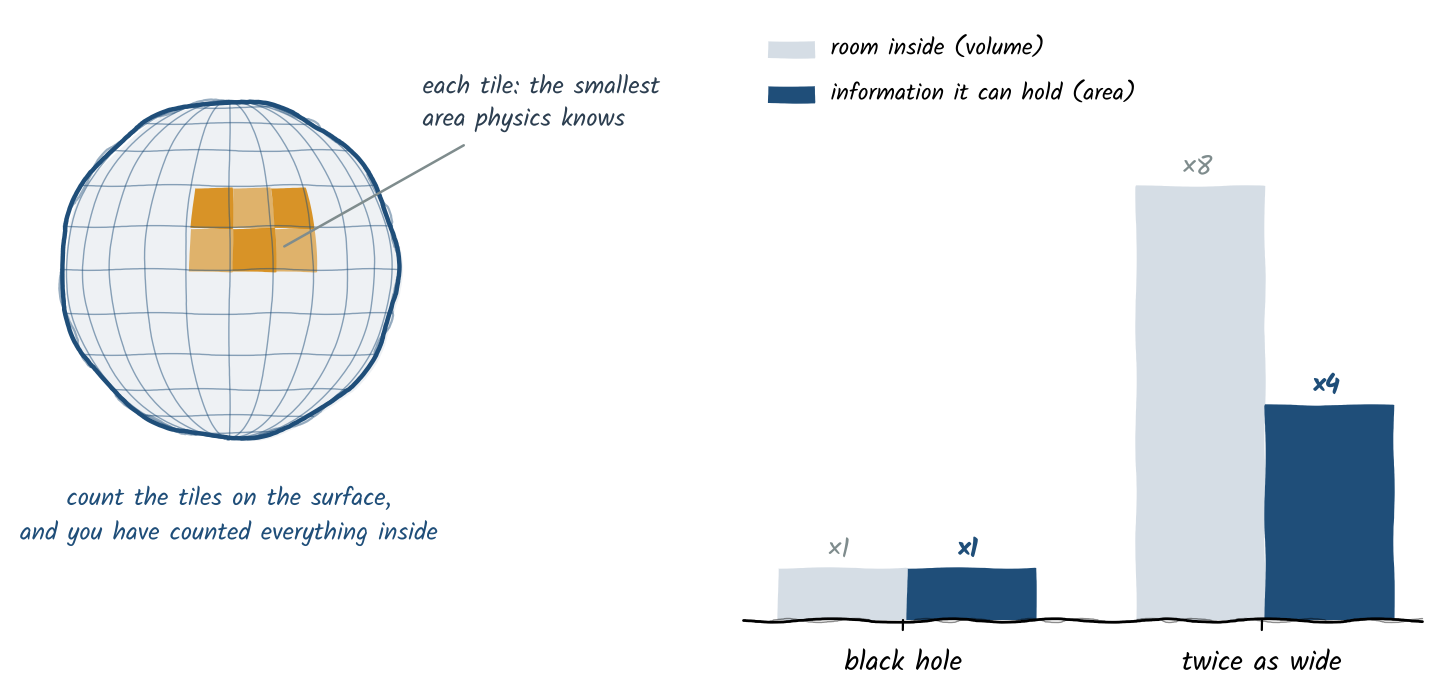 each tile: the smallest
area physics knows
count the tiles on the surface,
and you have counted everything inside
room inside (volume)
information it can hold (area)
x1
x1
x8
x4
black hole
twice as wide